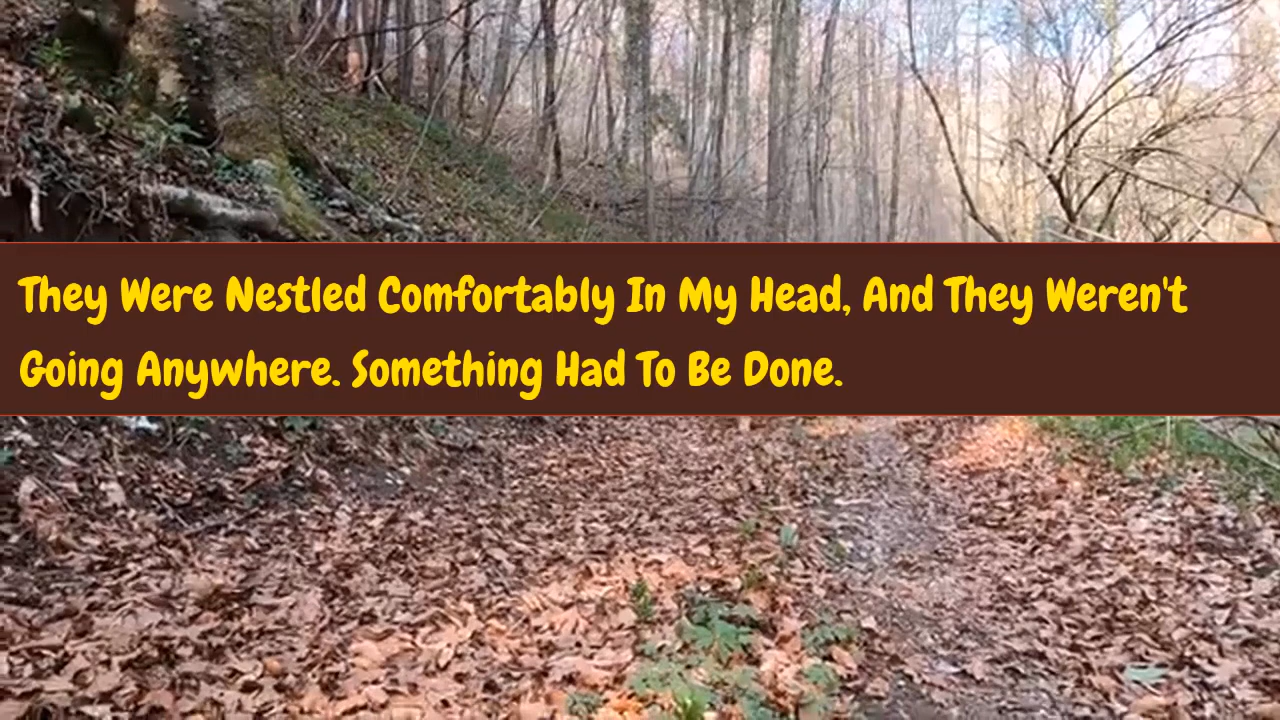 They Were Nestled Comfortably In My Head, And They Weren't
Going Anywhere. Something Had To Be Done.